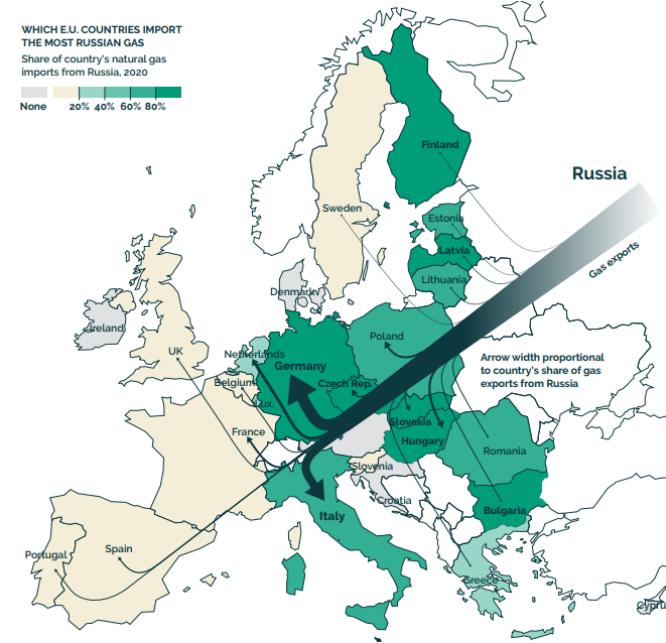 WHICH E.U. COUNTRIES IMPORT
THE MOST RUSSIAN GAS
Share of country's natural gas
imports from Russia, 2020
None 20% 40% 60% 80%
Finland
Russia
Sweden
Estonia
Latvia
Gas exports
Lithuania
Denmark
Ireland
Poland
UK
Netherlands
Arrow width proportional
to country's share of gas
exports from Russia
Germany
Belgium
Czech Rep.
Lux.
Slovakia
France
Hungary
Romania
Slovenia
Croatia
Bulgaria
Italy
Spain
Portugal
Greece
Cypru